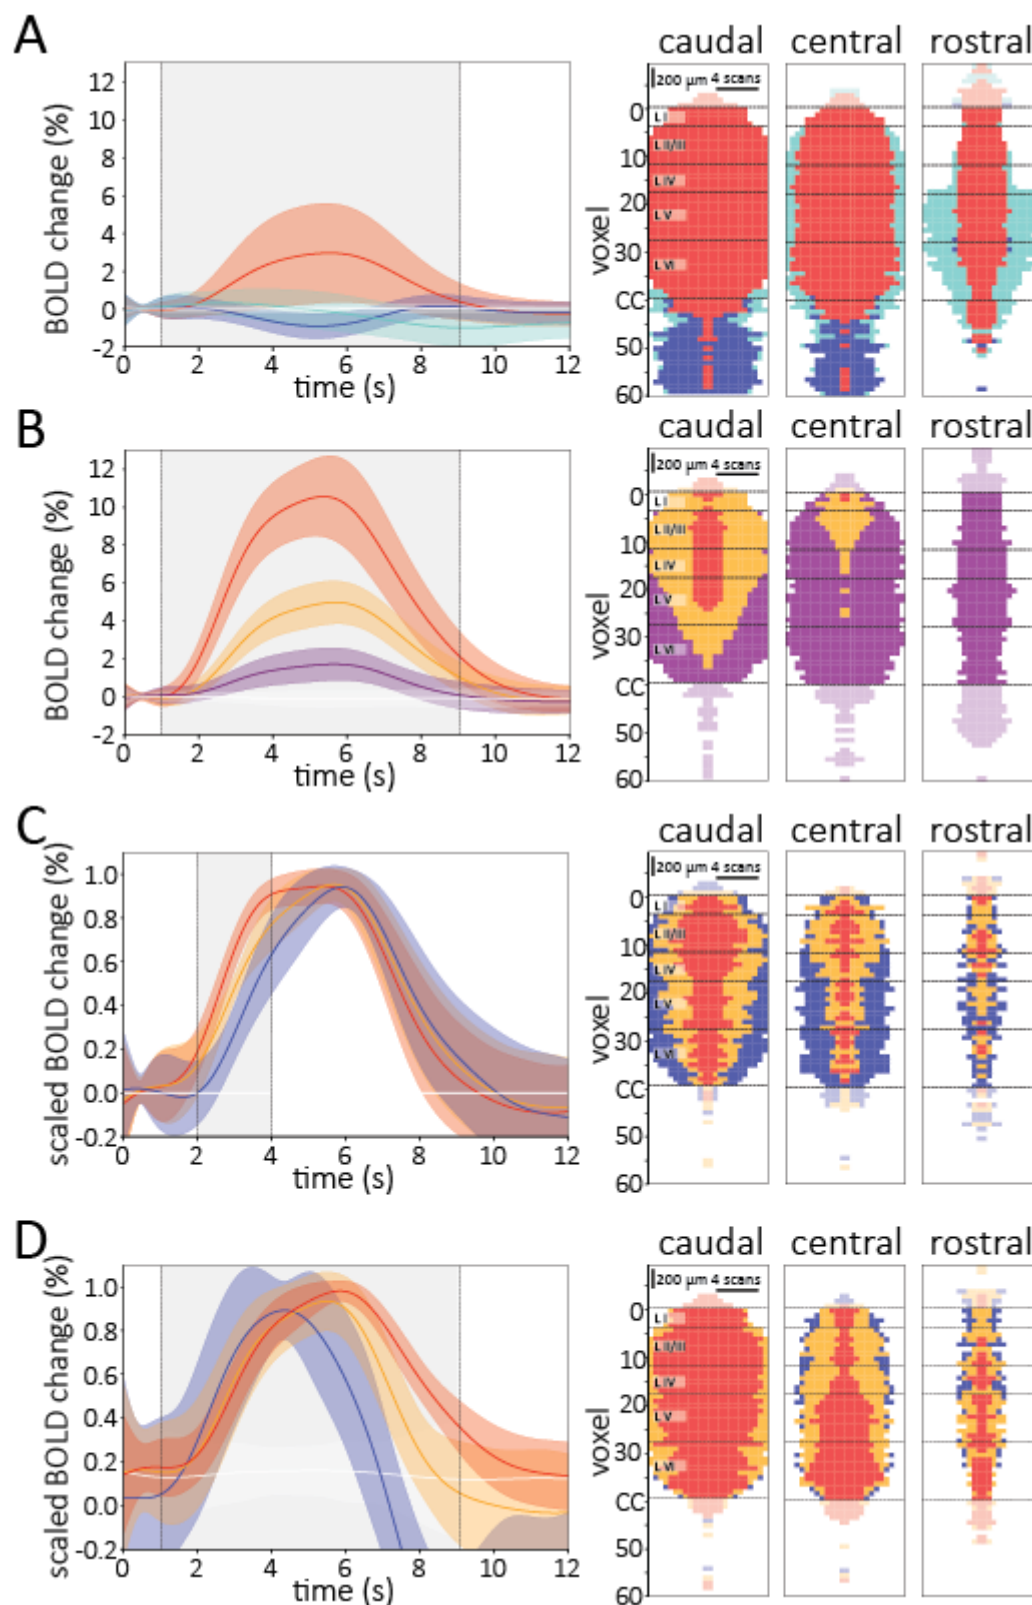 A
caudal central rostral
BOLD change (%)
12
10
8
6
4
2
0
-2
0 2 4 6 8 10 12
time (s)
200 µm 4 scans
voxel
0
10
20
30
CC
50
60
L I
L II/III
L IV
L V
L VI
B
caudal central rostral
BOLD change (%)
12
10
8
6
4
2
0
-2
0 2 4 6 8 10 12
time (s)
200 µm 4 scans
voxel
0
10
20
30
CC
50
60
L I
L II/III
L IV
L V
L VI
C
caudal central rostral
scaled BOLD change (%)
1.0
0.8
0.6
0.4
0.2
0.0
-0.2
0 2 4 6 8 10 12
time (s)
200 µm 4 scans
voxel
0
10
20
30
CC
50
60
L I
L II/III
L IV
L V
L VI
D
caudal central rostral
scaled BOLD change (%)
1.0
0.8
0.6
0.4
0.2
0.0
-0.2
0 2 4 6 8 10 12
time (s)
200 µm 4 scans
voxel
0
10
20
30
CC
50
60
L I
L II/III
L IV
L V
L VI